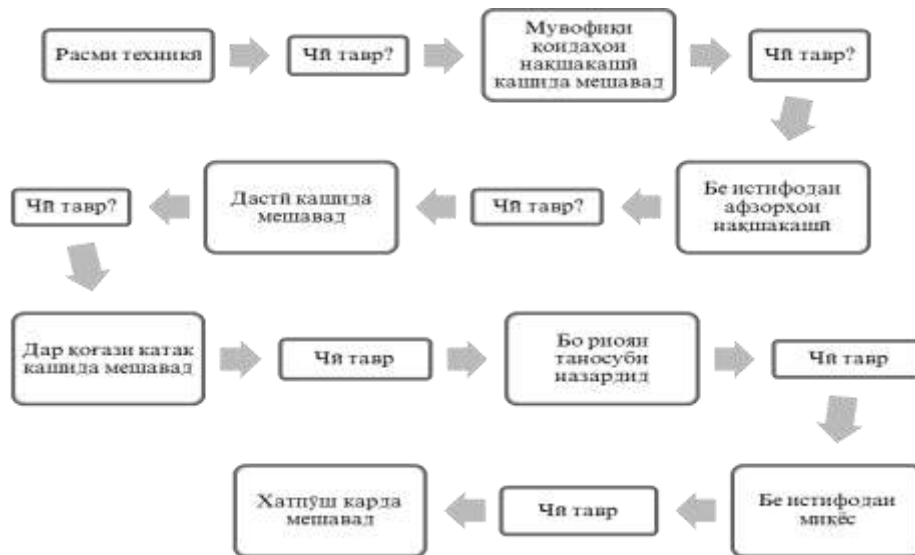 Расми техникӣ
Чӣ тавр?
Мувофиқи
қоидаҳои
нақшакашӣ
кашида мешавад
Чӣ тавр?
Бе истифодаи
афзорҳои
нақшакашӣ
Чӣ тавр?
Дастӣ кашида
мешавад
Чӣ тавр?
Дар қоғази катак
кашида мешавад
Чӣ тавр
Бо риояи
таносуби
назардид
Чӣ тавр
Бе истифодаи
миқёс
Чӣ тавр
Хатпӯш карда
мешавад